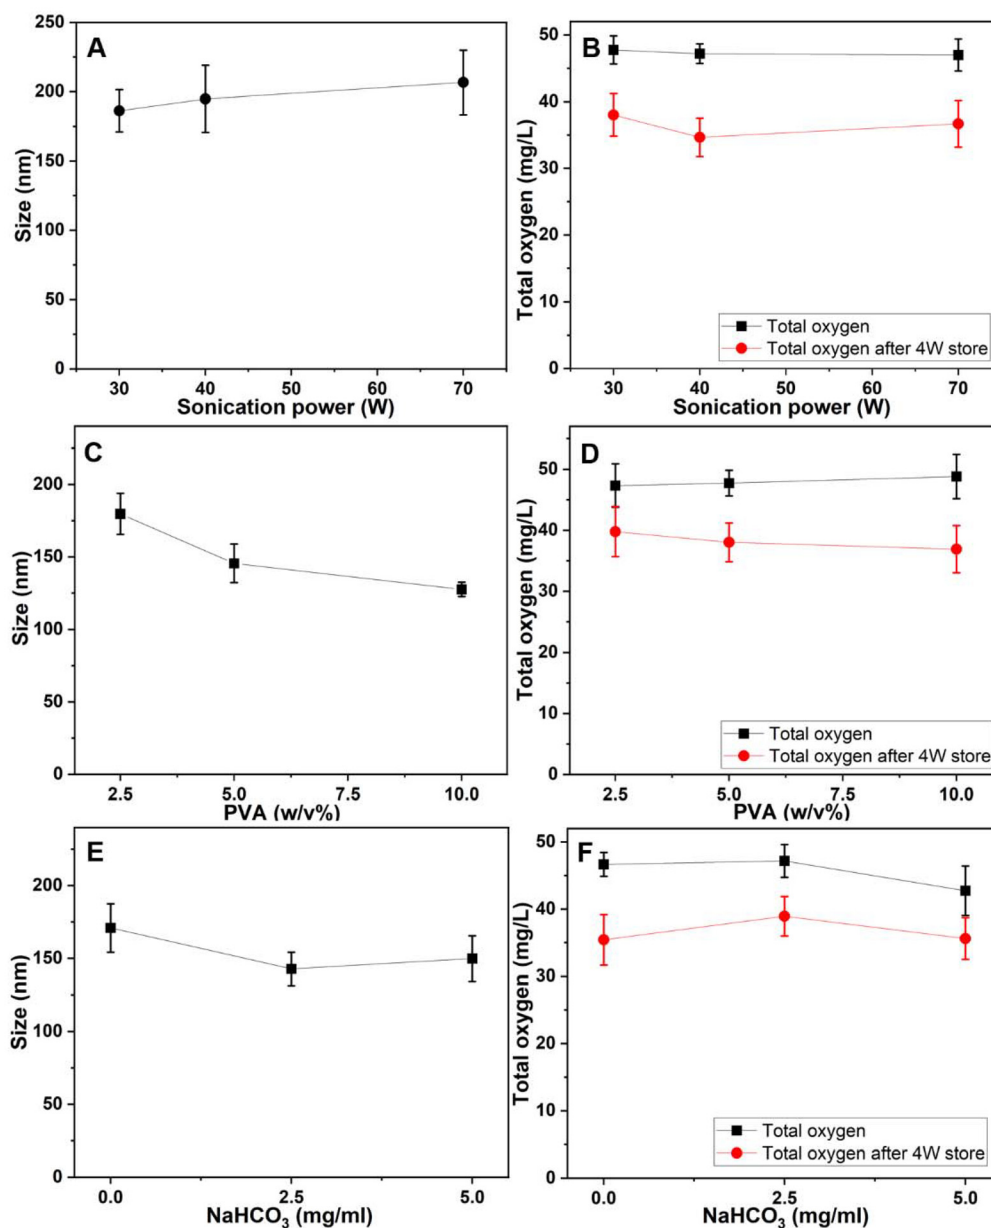 A
Size (nm)
250
200
150
100
50
0
30 40 50 60 70
Sonication power (W)
B
Total oxygen (mg/L)
50
40
30
20
10
0
Total oxygen
Total oxygen after 4W store
30 40 50 60 70
Sonication power (W)
C
Size (nm)
200
150
100
50
0
2.5 5.0 7.5 10.0
PVA (w/v%)
D
Total oxygen (mg/L)
50
40
30
20
10
0
Total oxygen
Total oxygen after 4W store
2.5 5.0 7.5 10.0
PVA (w/v%)
E
Size (nm)
200
150
100
50
0
0.0 2.5 5.0
NaHCO₃ (mg/ml)
F
Total oxygen (mg/L)
50
40
30
20
10
0
Total oxygen
Total oxygen after 4W store
0.0 2.5 5.0
NaHCO₃ (mg/ml)